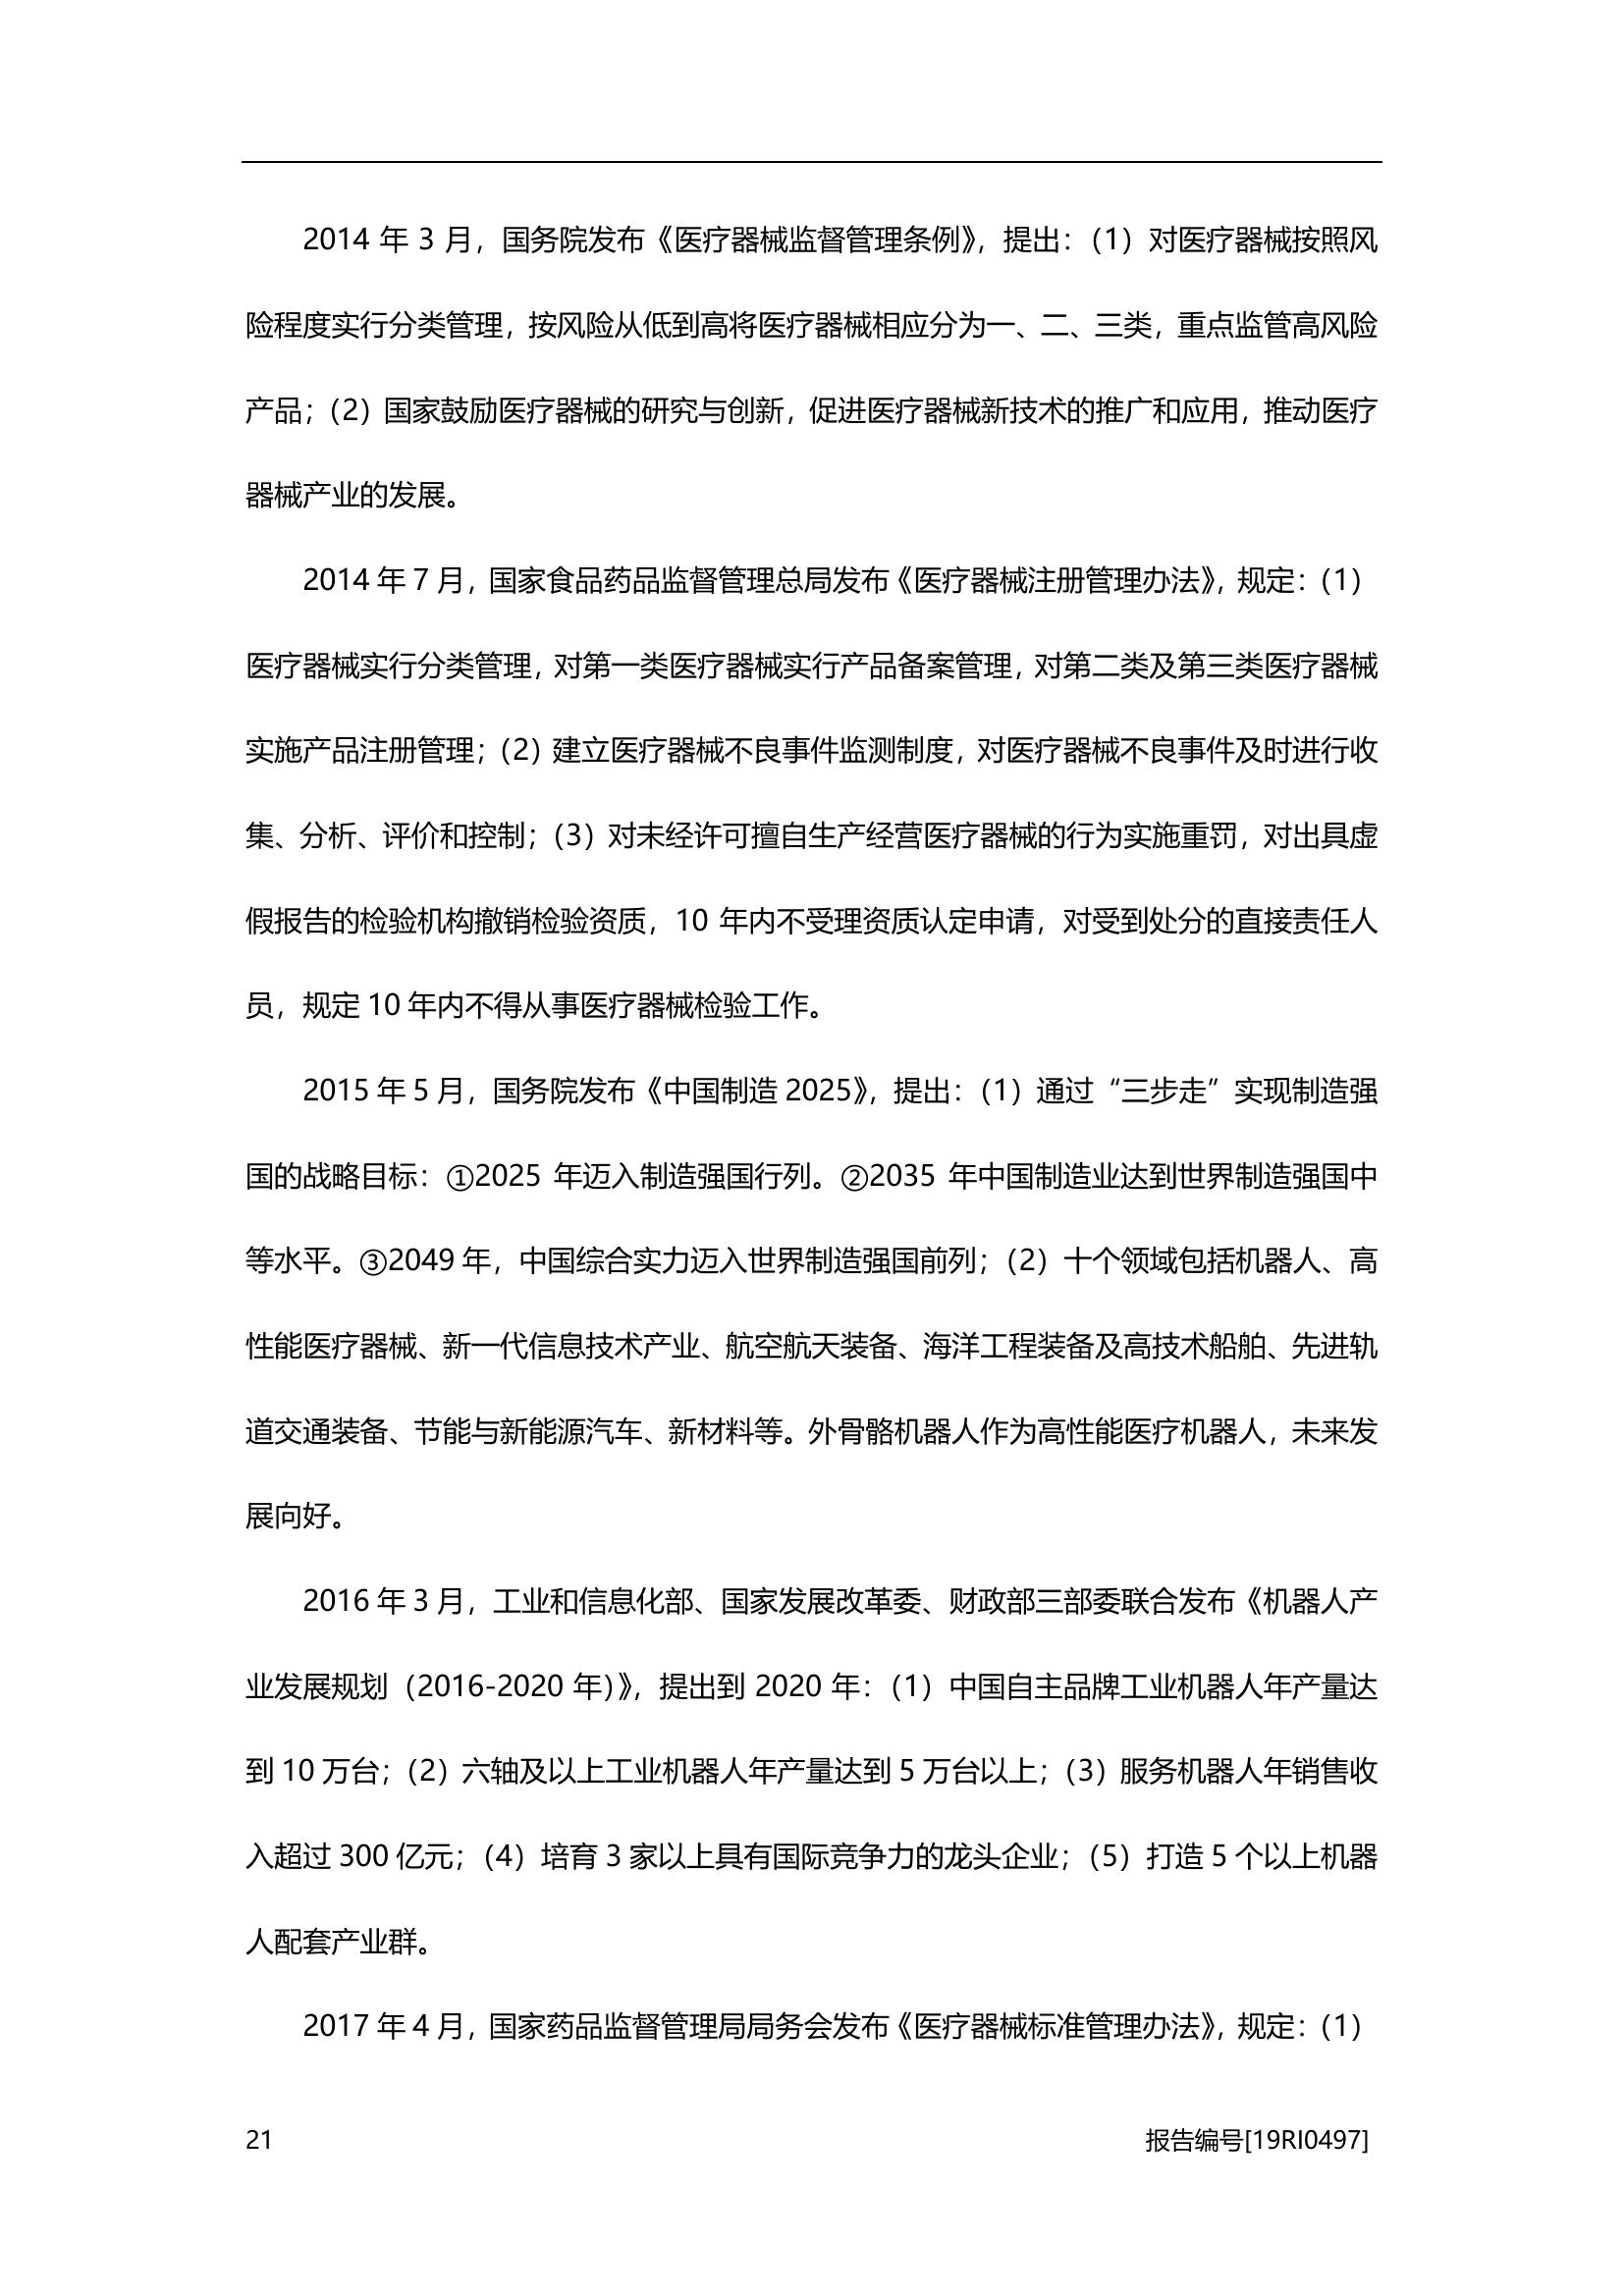 2014 年 3 月，国务院发布《医疗器械监督管理条例》，提出：（1）对医疗器械按照风
险程度实行分类管理，按风险从低到高将医疗器械相应分为一、二、三类，重点监管高风险
产品；（2）国家鼓励医疗器械的研究与创新，促进医疗器械新技术的推广和应用，推动医疗
器械产业的发展。
2014 年 7 月，国家食品药品监督管理总局发布《医疗器械注册管理办法》，规定：（1）
医疗器械实行分类管理，对第一类医疗器械实行产品备案管理，对第二类及第三类医疗器械
实施产品注册管理；（2）建立医疗器械不良事件监测制度，对医疗器械不良事件及时进行收
集、分析、评价和控制；（3）对未经许可擅自生产经营医疗器械的行为实施重罚，对出具虚
假报告的检验机构撤销检验资质，10 年内不受理资质认定申请，对受到处分的直接责任人
员，规定 10 年内不得从事医疗器械检验工作。
2015 年 5 月，国务院发布《中国制造 2025》，提出：（1）通过“三步走”实现制造强
国的战略目标：①2025 年迈入制造强国行列。②2035 年中国制造业达到世界制造强国中
等水平。③2049 年，中国综合实力迈入世界制造强国前列；（2）十个领域包括机器人、高
性能医疗器械、新一代信息技术产业、航空航天装备、海洋工程装备及高技术船舶、先进轨
道交通装备、节能与新能源汽车、新材料等。外骨骼机器人作为高性能医疗机器人，未来发
展向好。
2016 年 3 月，工业和信息化部、国家发展改革委、财政部三部委联合发布《机器人产
业发展规划（2016-2020 年）》，提出到 2020 年：（1）中国自主品牌工业机器人年产量达
到 10 万台；（2）六轴及以上工业机器人年产量达到 5 万台以上；（3）服务机器人年销售收
入超过 300 亿元；（4）培育 3 家以上具有国际竞争力的龙头企业；（5）打造 5 个以上机器
人配套产业群。
2017 年 4 月，国家药品监督管理局局务会发布《医疗器械标准管理办法》，规定：（1）
21 报告编号[19RI0497]